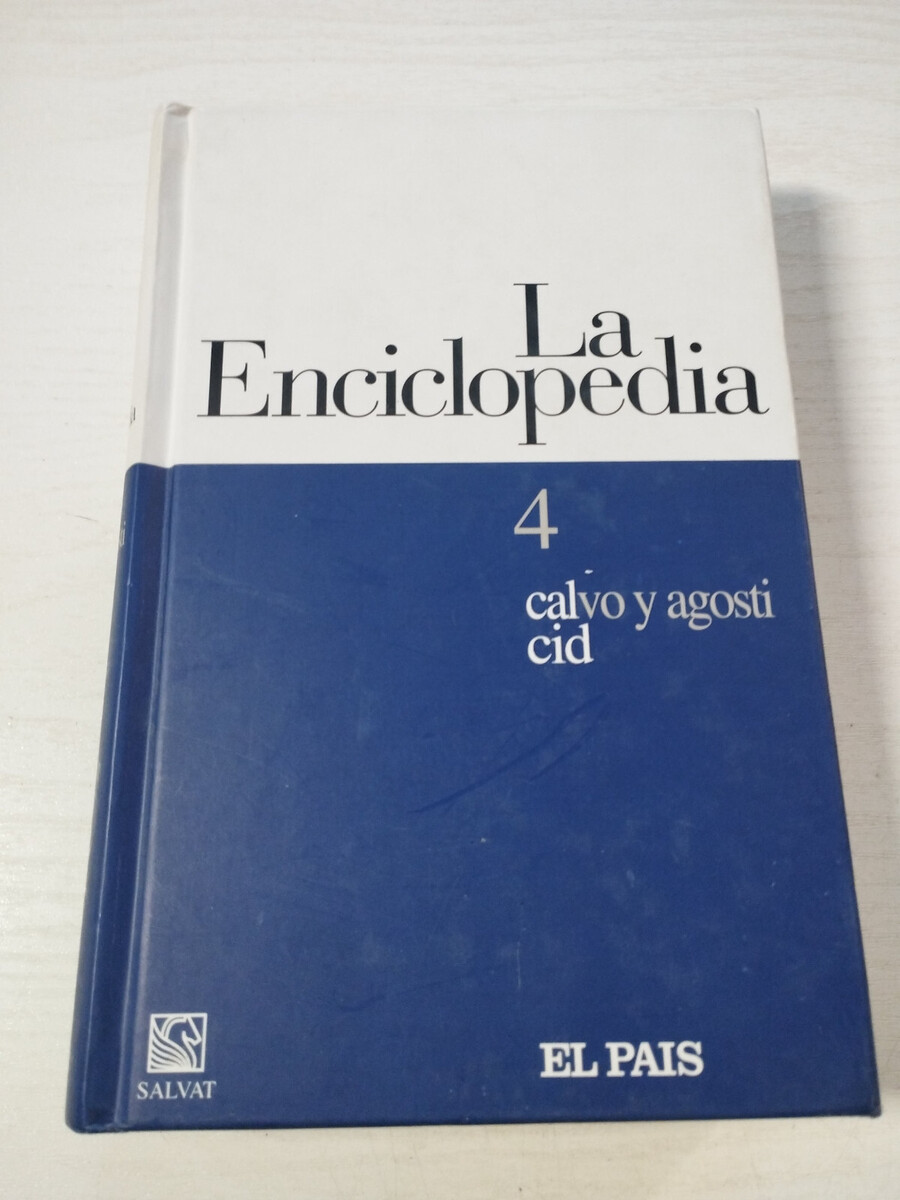 La
Enciclopedia
4
calvo y agosti
cid
SALVAT
EL PAIS